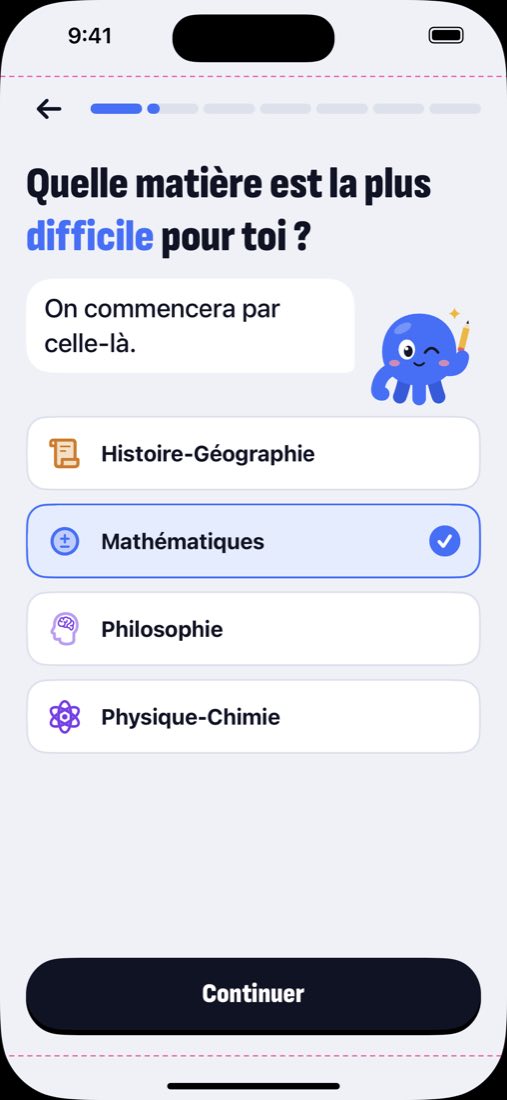 9:41
Quelle matière est la plus
difficile pour toi ?
On commencera par
celle-là.
Histoire-Géographie
Mathématiques
Philosophie
Physique-Chimie
Continuer